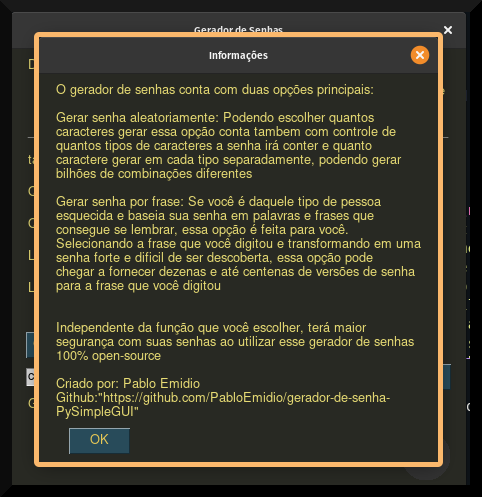 Gerador de Senhas
Informações
O gerador de senhas conta com duas opções principais:
Gerar senha aleatoriamente: Podendo escolher quantos
caracteres gerar essa opção conta tambem com controle de
quantos tipos de caracteres a senha irá conter e quanto
caractere gerar em cada tipo separadamente, podendo gerar
bilhões de combinações diferentes
Gerar senha por frase: Se você é daquele tipo de pessoa
esquecida e baseia sua senha em palavras e frases que
consegue se lembrar, essa opção é feita para você.
Selecionando a frase que você digitou e transformando em uma
senha forte e dificil de ser descoberta, essa opção pode
chegar a fornecer dezenas e até centenas de versões de senha
para a frase que você digitou
Independente da função que você escolher, terá maior
segurança com suas senhas ao utilizar esse gerador de senhas
100% open-source
Criado por: Pablo Emidio
Github:"https://github.com/PabloEmidio/gerador-de-senha-
PySimpleGUI"
OK